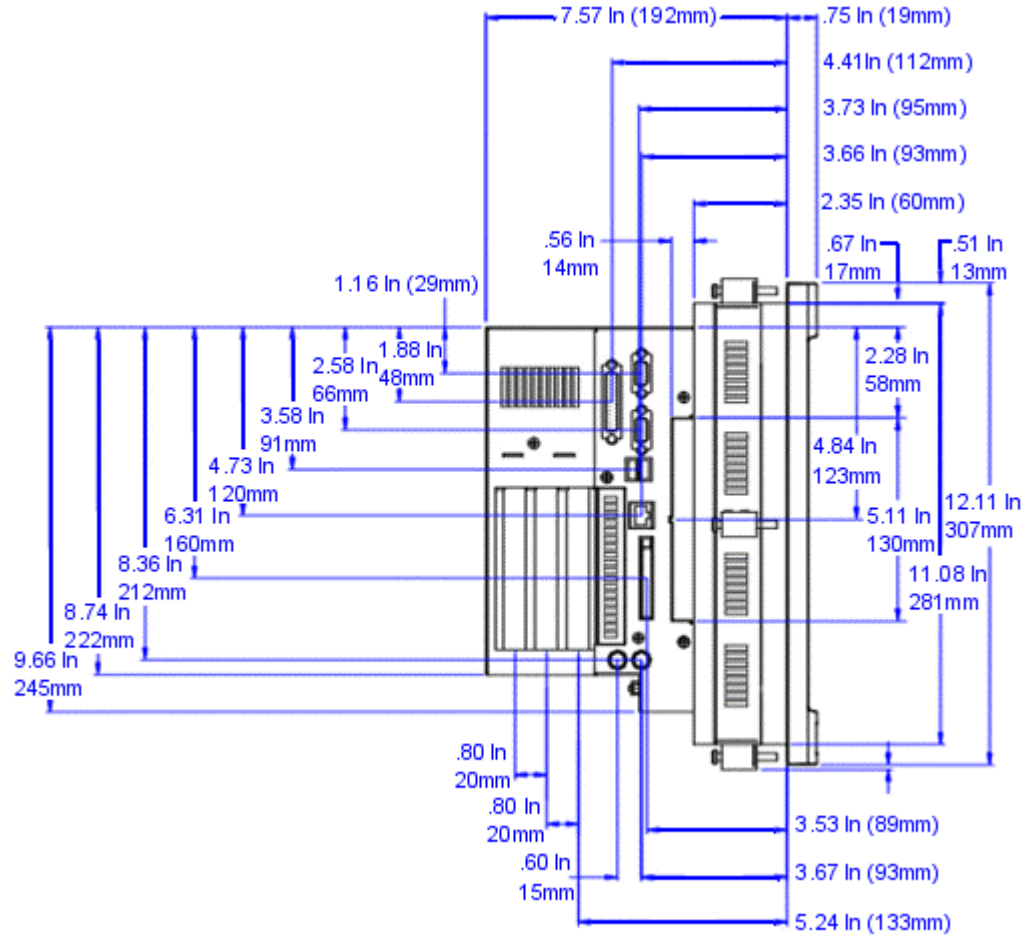 7.57 In (192mm)
.75 In (19mm)
4.41In (112mm)
3.73 In (95mm)
3.66 In (93mm)
2.35 In (60mm)
.56 In
14mm
.67 In
17mm
.51 In
13mm
1.16 In (29mm)
1.88 In
48mm
2.58 In
66mm
2.28 In
58mm
3.58 In
91mm
4.84 In
123mm
4.73 In
120mm
12.11 In
307mm
6.31 In
160mm
5.11 In
130mm
8.36 In
212mm
11.08 In
281mm
8.74 In
222mm
9.66 In
245mm
.80 In
20mm
.80 In
20mm
3.53 In (89mm)
.60 In
15mm
3.67 In (93mm)
5.24 In (133mm)